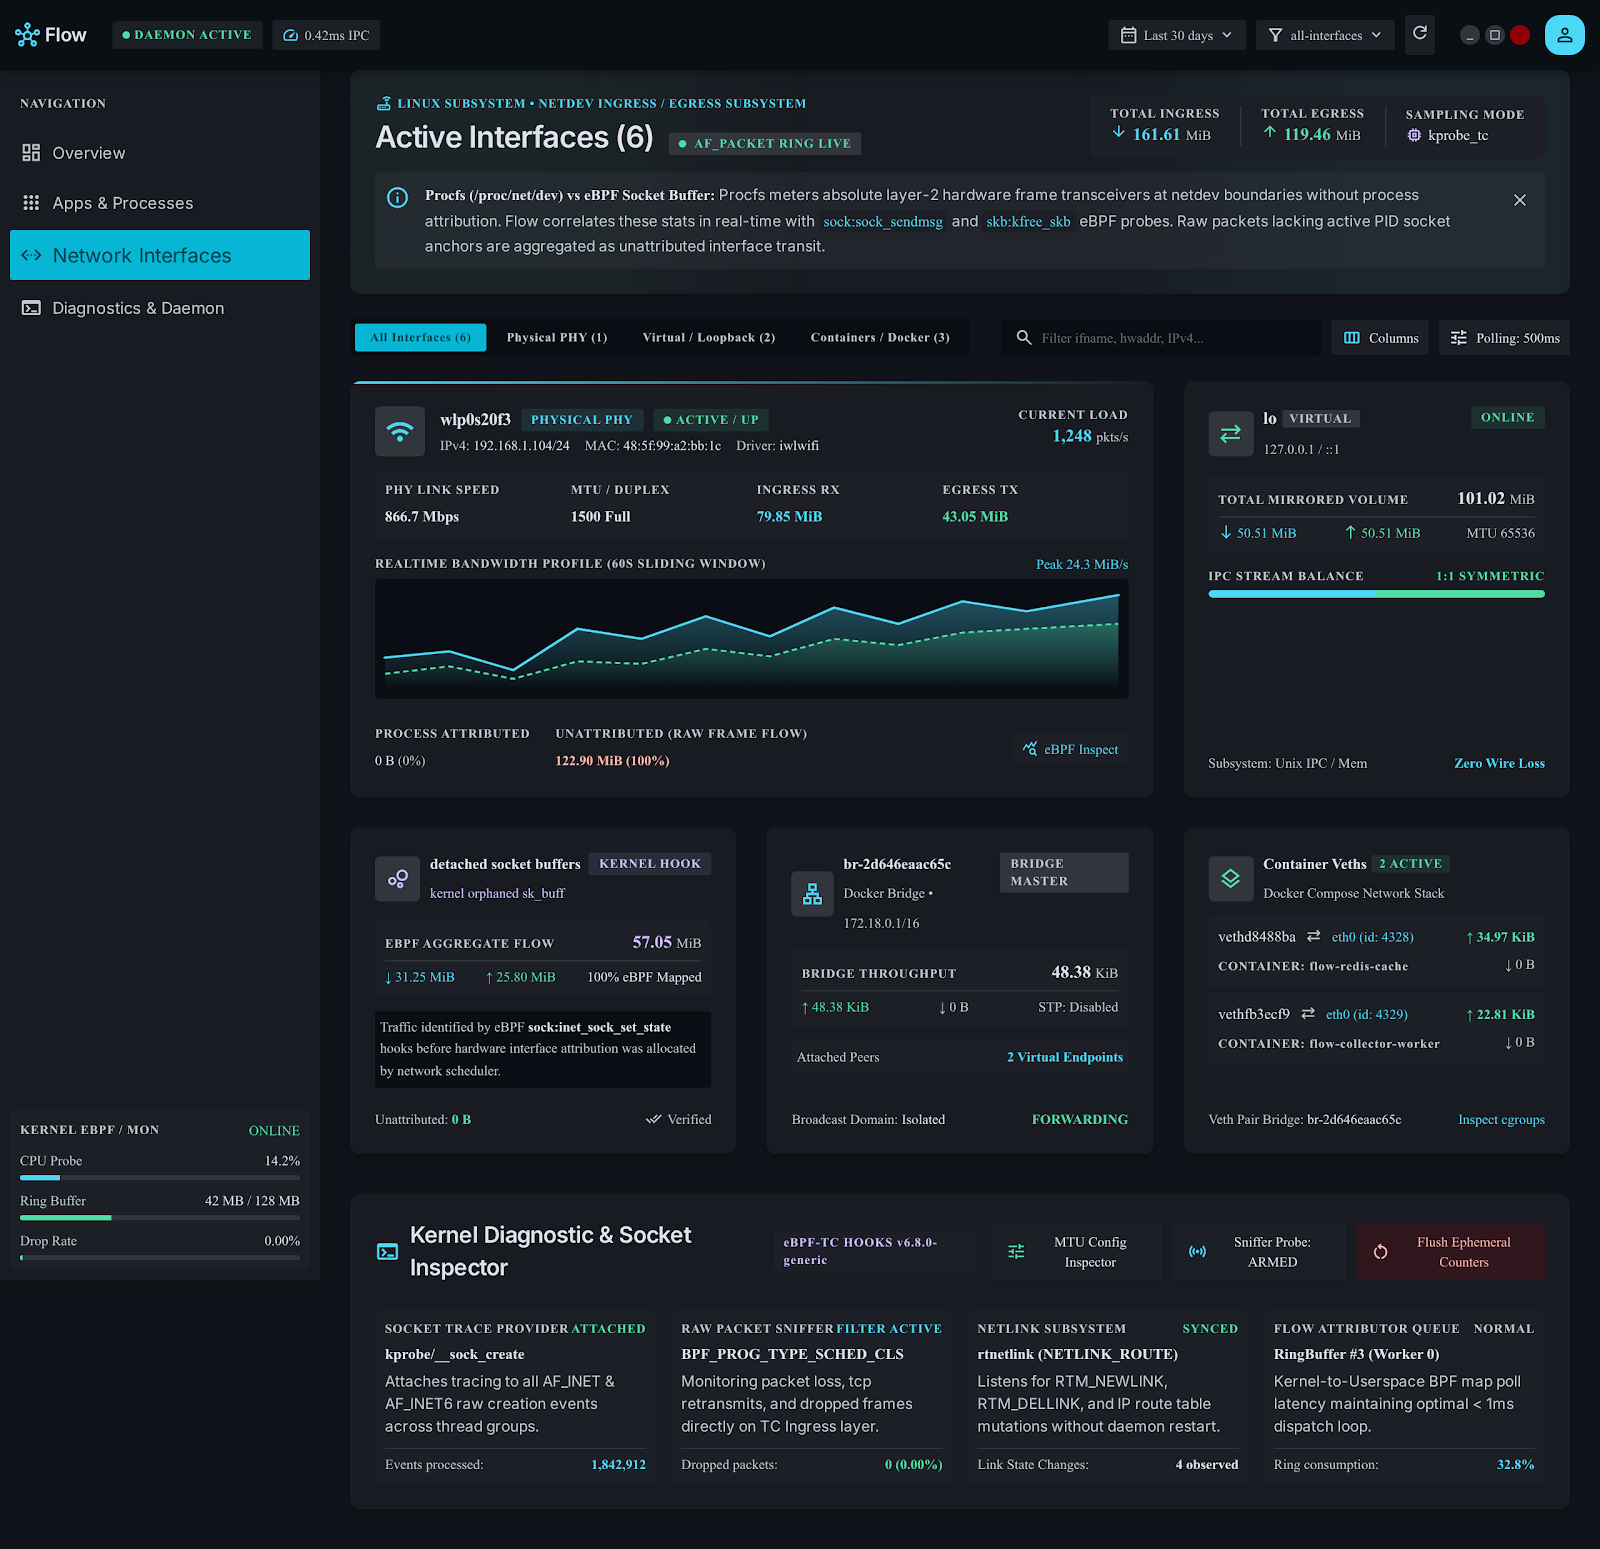 Flow
DAEMON ACTIVE
0.42ms IPC
Last 30 days
all-interfaces
NAVIGATION
Overview
Apps & Processes
Network Interfaces
Diagnostics & Daemon
KERNEL EBPF / MON
ONLINE
CPU Probe
14.2%
Ring Buffer
42 MB / 128 MB
Drop Rate
0.00%
LINUX SUBSYSTEM • NETDEV INGRESS / EGRESS SUBSYSTEM
Active Interfaces (6)
AF_PACKET RING LIVE
TOTAL INGRESS
↓ 161.61 MiB
TOTAL EGRESS
↑ 119.46 MiB
SAMPLING MODE
kprobe_tc
Procfs (/proc/net/dev) vs eBPF Socket Buffer: Procfs meters absolute layer-2 hardware frame transceivers at netdev boundaries without process
attribution. Flow correlates these stats in real-time with sock:sock_sendmsg and skb:kfree_skb eBPF probes. Raw packets lacking active PID socket
anchors are aggregated as unattributed interface transit.
All Interfaces (6)
Physical PHY (1)
Virtual / Loopback (2)
Containers / Docker (3)
Filter ifname, hwaddr, IPv4...
Columns
Polling: 500ms
wlp0s20f3
PHYSICAL PHY
ACTIVE / UP
IPv4: 192.168.1.104/24 MAC: 48:5f:99:a2:bb:1c Driver: iwlwifi
CURRENT LOAD
1,248 pkts/s
PHY LINK SPEED
866.7 Mbps
MTU / DUPLEX
1500 Full
INGRESS RX
79.85 MiB
EGRESS TX
43.05 MiB
REALTIME BANDWIDTH PROFILE (60S SLIDING WINDOW)
Peak 24.3 MiB/s
PROCESS ATTRIBUTED
0 B (0%)
UNATTRIBUTED (RAW FRAME FLOW)
122.90 MiB (100%)
eBPF Inspect
lo
VIRTUAL
ONLINE
127.0.0.1 / ::1
TOTAL MIRRORED VOLUME
101.02 MiB
↓ 50.51 MiB
↑ 50.51 MiB
MTU 65536
IPC STREAM BALANCE
1:1 SYMMETRIC
Subsystem: Unix IPC / Mem
Zero Wire Loss
detached socket buffers
KERNEL HOOK
kernel orphaned sk_buff
EBPF AGGREGATE FLOW
57.05 MiB
↓ 31.25 MiB
↑ 25.80 MiB
100% eBPF Mapped
Traffic identified by eBPF sock:inet_sock_set_state
hooks before hardware interface attribution was allocated
by network scheduler.
Unattributed: 0 B
Verified
br-2d646eaac65c
Docker Bridge •
172.18.0.1/16
BRIDGE
MASTER
BRIDGE THROUGHPUT
48.38 KiB
↑ 48.38 KiB
↓ 0 B
STP: Disabled
Attached Peers
2 Virtual Endpoints
Broadcast Domain: Isolated
FORWARDING
Container Veths
2 ACTIVE
Docker Compose Network Stack
vethd8488ba ⇄ eth0 (id: 4328)
↑ 34.97 KiB
CONTAINER: flow-redis-cache
↓ 0 B
vethfb3ecf9 ⇄ eth0 (id: 4329)
↑ 22.81 KiB
CONTAINER: flow-collector-worker
↓ 0 B
Veth Pair Bridge: br-2d646eaac65c
Inspect cgroups
Kernel Diagnostic & Socket
Inspector
eBPF-TC HOOKS v6.8.0-
generic
MTU Config
Inspector
Sniffer Probe:
ARMED
Flush Ephemeral
Counters
SOCKET TRACE PROVIDER
ATTACHED
kprobe/__sock_create
Attaches tracing to all AF_INET &
AF_INET6 raw creation events
across thread groups.
Events processed:
1,842,912
RAW PACKET SNIFFER
FILTER ACTIVE
BPF_PROG_TYPE_SCHED_CLS
Monitoring packet loss, tcp
retransmits, and dropped frames
directly on TC Ingress layer.
Dropped packets:
0 (0.00%)
NETLINK SUBSYSTEM
SYNCED
rtnetlink (NETLINK_ROUTE)
Listens for RTM_NEWLINK,
RTM_DELLINK, and IP route table
mutations without daemon restart.
Link State Changes:
4 observed
FLOW ATTRIBUTOR QUEUE
NORMAL
RingBuffer #3 (Worker 0)
Kernel-to-Userspace BPF map poll
latency maintaining optimal < 1ms
dispatch loop.
Ring consumption:
32.8%